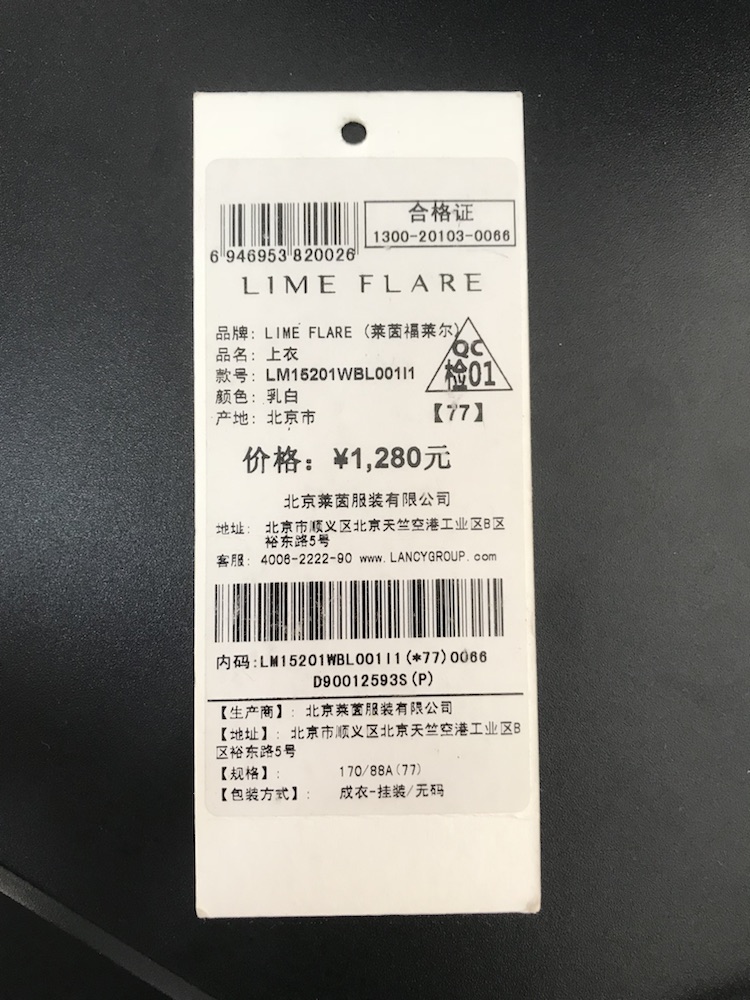 6 946953 820026
合格证
1300-20103-0066
LIME FLARE
品牌: LIME FLARE (莱茵福莱尔)
品名: 上衣
款号: LM15201WBL001I1
颜色: 乳白
产地: 北京市
QC
检01
【77】
价格: ¥1,280元
北京莱茵服装有限公司
地址: 北京市顺义区北京天竺空港工业区B区
裕东路5号
客服: 4006-2222-90 www.LANCYGROUP.com
内码:LM15201WBL001I1(*77)0066
D90012593S(P)
【生产商】: 北京莱茵服装有限公司
【地址】: 北京市顺义区北京天竺空港工业区B
区裕东路5号
【规格】: 170/88A(77)
【包装方式】: 成衣-挂装/无码